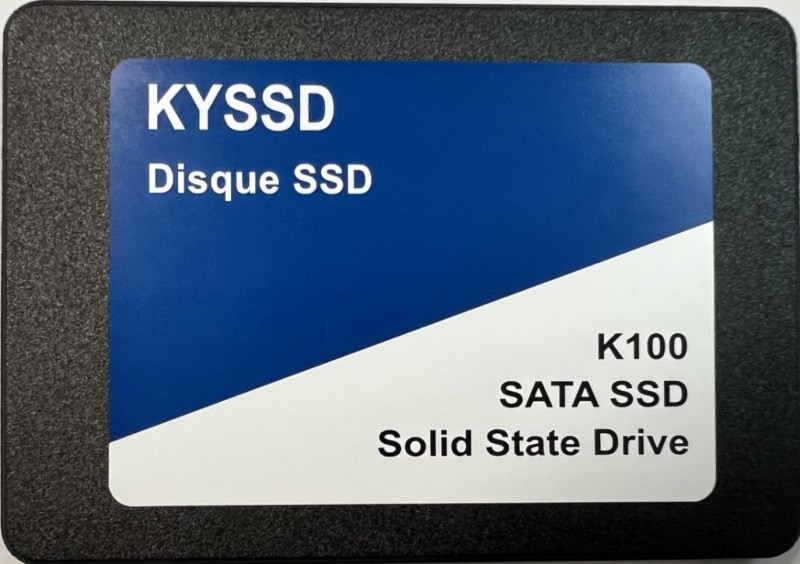 KYSSD
Disque SSD
K100
SATA SSD
Solid State Drive